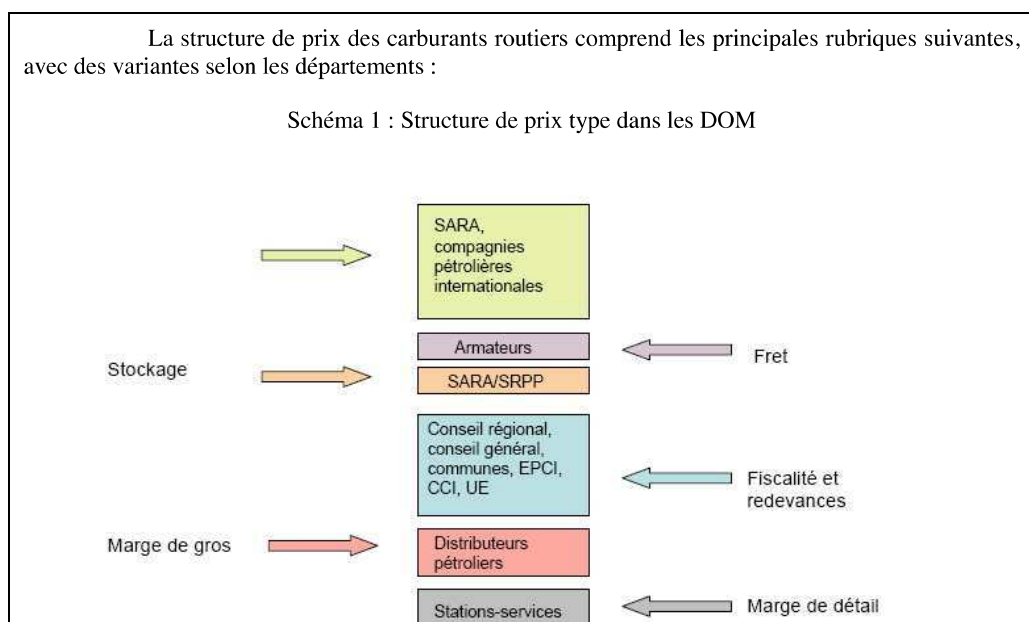 La structure de prix des carburants routiers comprend les principales rubriques suivantes,
avec des variantes selon les départements :
Schéma 1 : Structure de prix type dans les DOM
SARA,
compagnies
pétrolières
internationales
Armateurs
Fret
Stockage
SARA/SRPP
Conseil régional,
conseil général,
communes, EPCI,
CCI, UE
Fiscalité et
redevances
Marge de gros
Distributeurs
pétroliers
Stations-services
Marge de détail